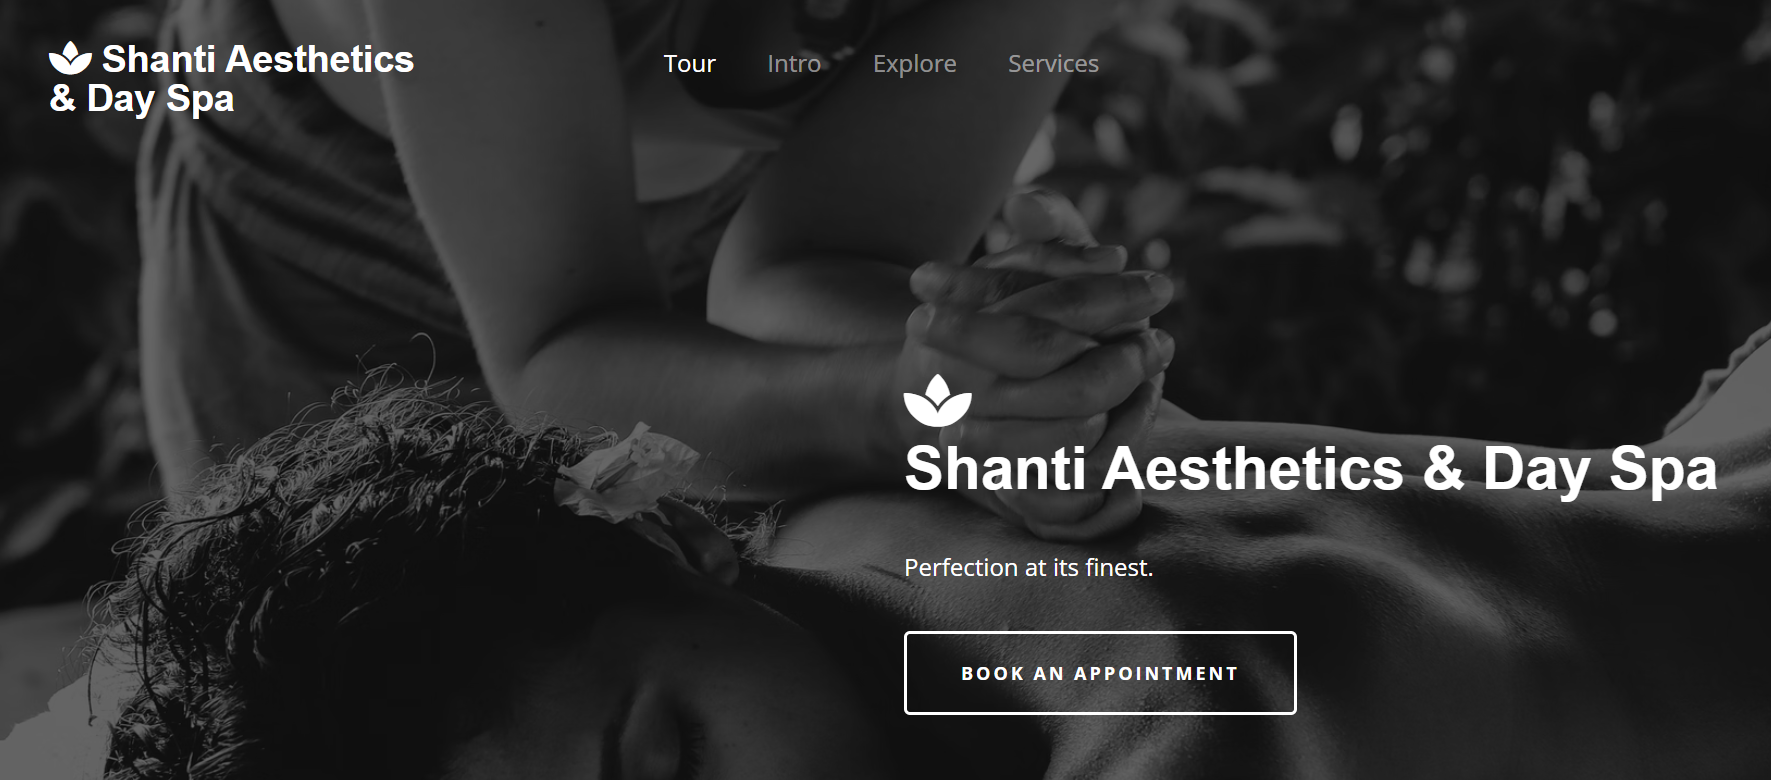 Shanti Aesthetics
& Day Spa
Tour Intro Explore Services
Shanti Aesthetics & Day Spa
Perfection at its finest.
BOOK AN APPOINTMENT